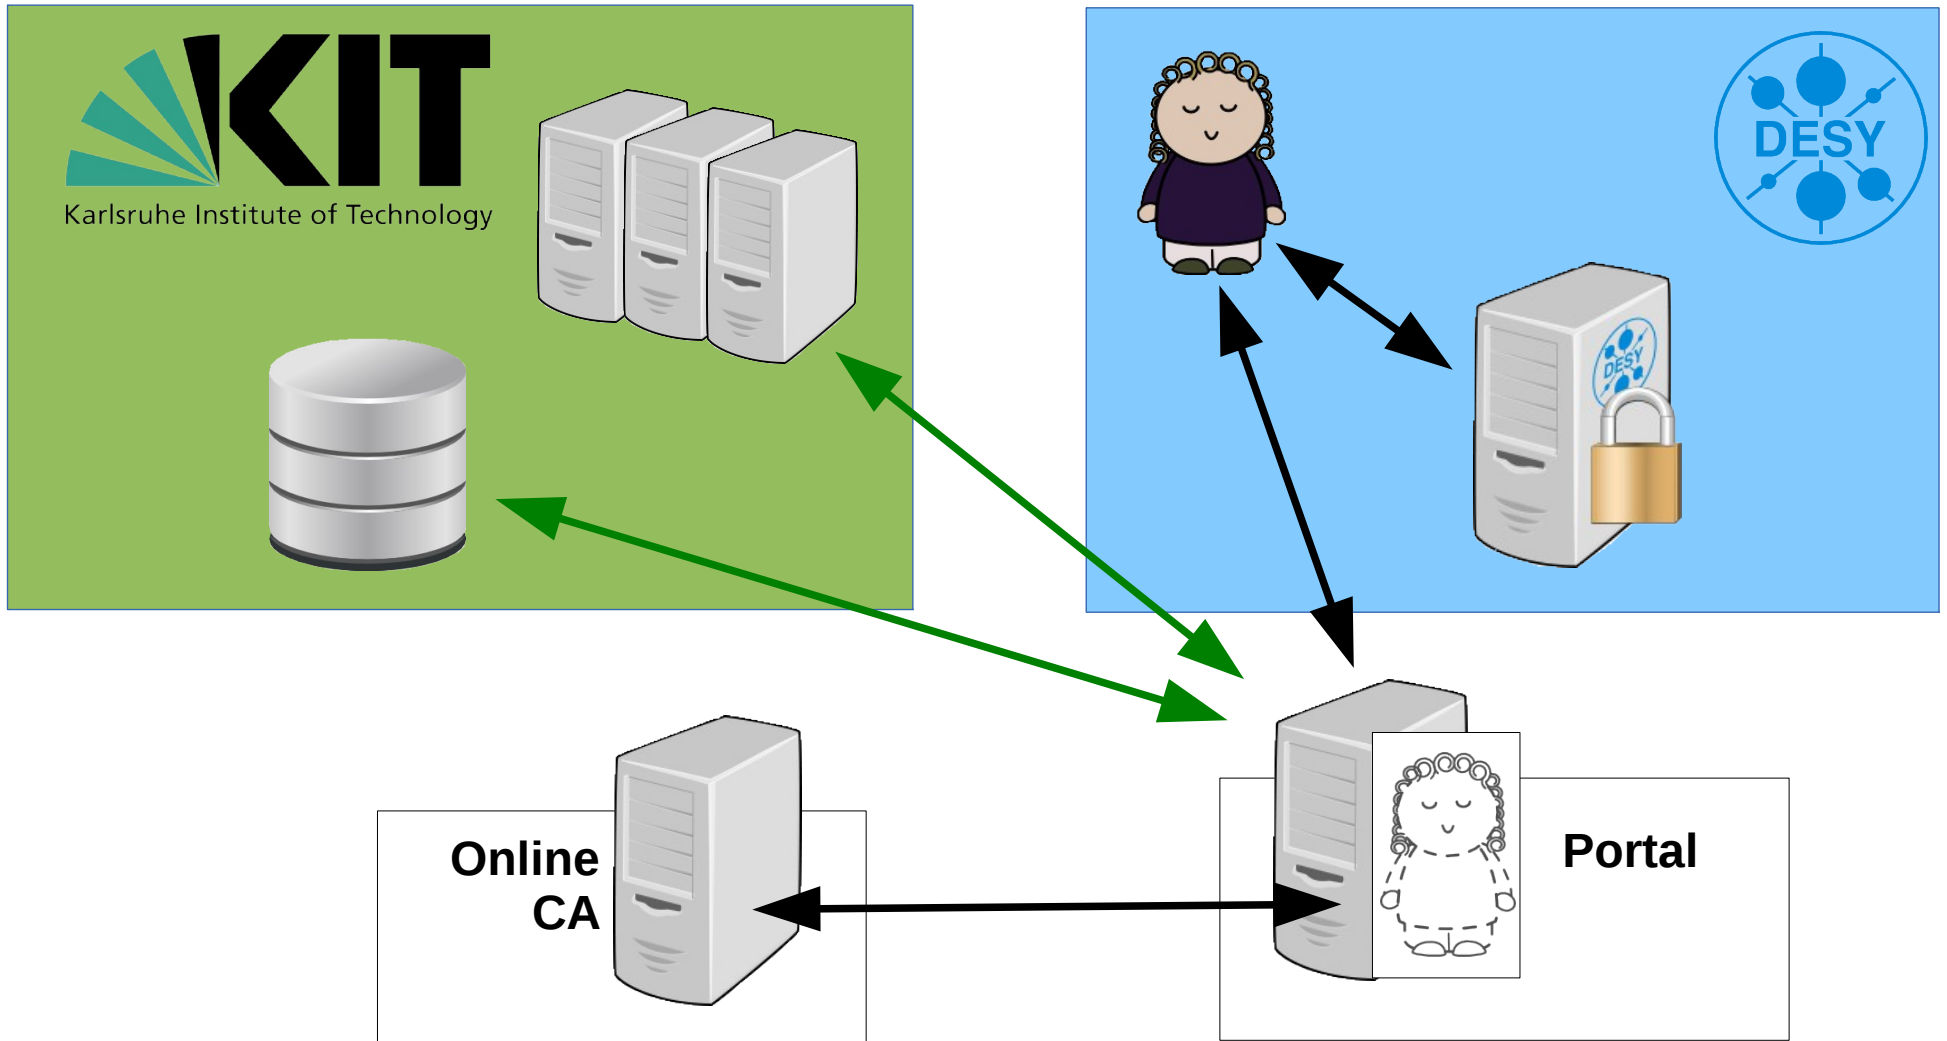 KIT
Karlsruhe Institute of Technology
DESY
DESY
Online
CA
Portal